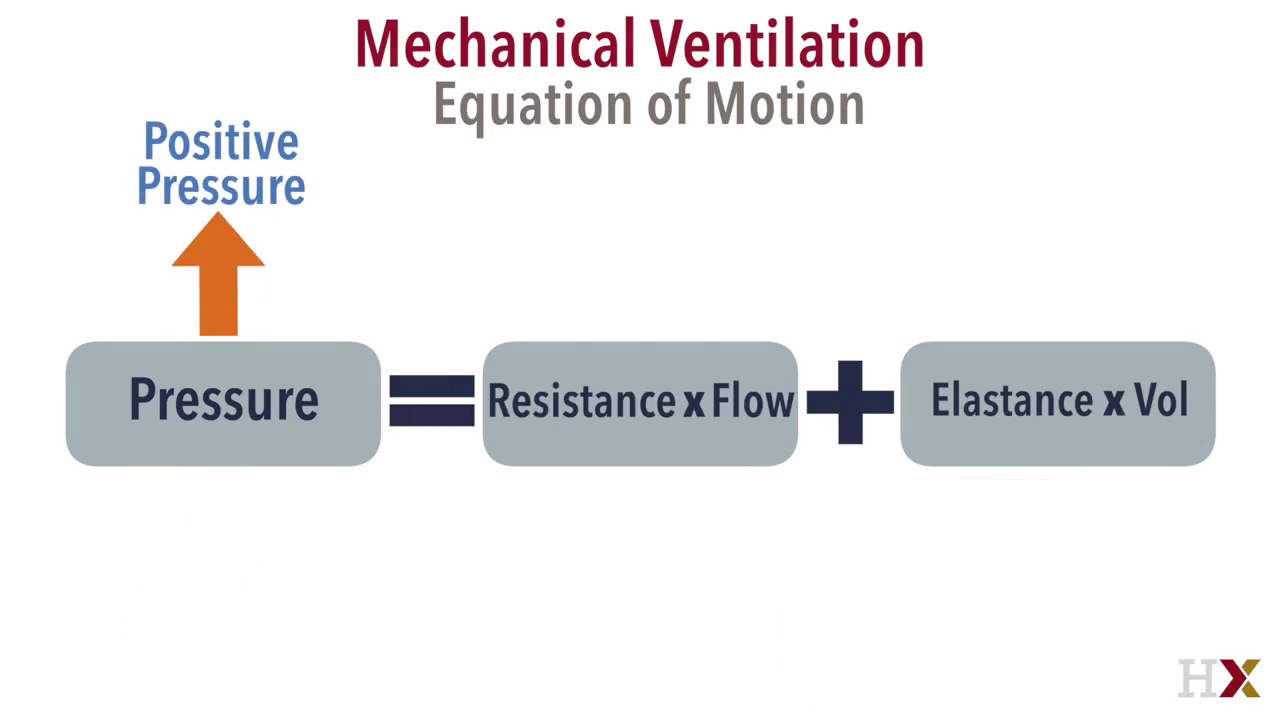 Mechanical Ventilation
Equation of Motion
Positive
Pressure
Pressure = Resistance x Flow + Elastance x Vol
HX